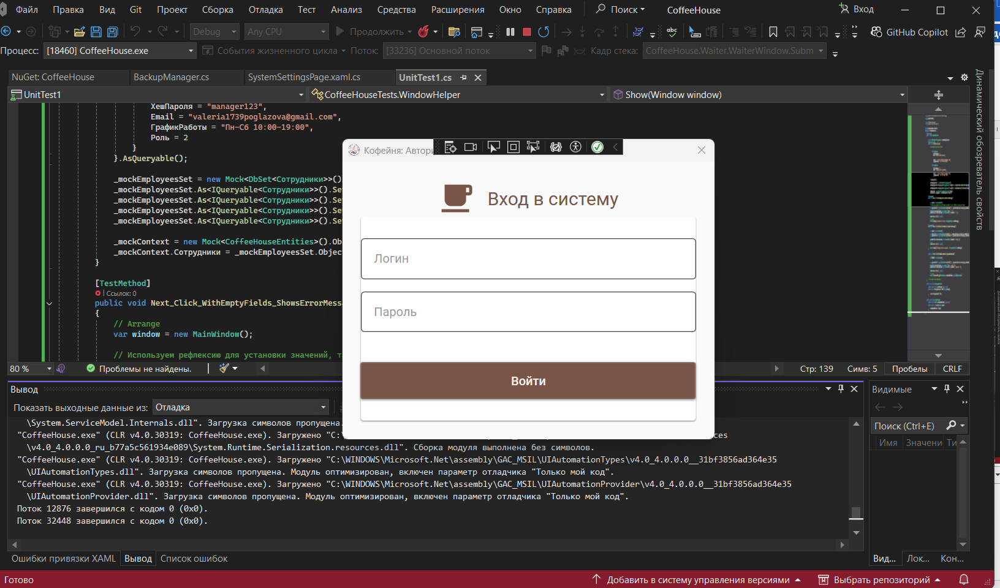 Файл Правка Вид Git Проект Сборка Отладка Тест Анализ Средства Расширения Окно Справка Поиск CoffeeHouse Вход
Debug Any CPU Продолжить GitHub Copilot
Процесс: [18460] CoffeeHouse.exe События жизненного цикла Поток: [33236] Основной поток Кадр стека: CoffeeHouse.Waiter.WaiterWindow.Subm
NuGet: CoffeeHouse BackupManager.cs SystemSettingsPage.xaml.cs UnitTest1.cs
UnitTest1 CoffeeHouseTests.WindowHelper Show(Window window)
ХешПароля = "manager123",
Email = "valeria1739poglazova@gmail.com",
ГрафикРаботы = "Пн-Сб 10:00-19:00",
Роль = 2
}
}.AsQueryable();
_mockEmployeesSet = new Mock<DbSet<Сотрудники>>()
_mockEmployeesSet.As<IQueryable<Сотрудники>>().Se
_mockEmployeesSet.As<IQueryable<Сотрудники>>().Se
_mockEmployeesSet.As<IQueryable<Сотрудники>>().Se
_mockEmployeesSet.As<IQueryable<Сотрудники>>().Se
_mockContext = new Mock<CoffeeHouseEntities>().Ob
_mockContext.Сотрудники = _mockEmployeesSet.Objec
}
[TestMethod]
| Ссылок: 0
public void Next_Click_WithEmptyFields_ShowsErrorMess
{
// Arrange
var window = new MainWindow();
// Используем рефлексию для установки значений, т
Кофейня: Автори
Вход в систему
Логин
Пароль
Войти
Динамический обозреватель свойств
80 % Проблемы не найдены. Стр: 139 Симв: 5 Пробелы CRLF
Вывод
Показать выходные данные из: Отладка
\System.ServiceModel.Internals.dll". Загрузка символов пропущена.
"CoffeeHouse.exe" (CLR v4.0.30319: CoffeeHouse.exe). Загружено "C:\ ces
\v4.0_4.0.0.0_ru_b77a5c561934e089\System.Runtime.Serialization.resources.dll". Сборка модуля выполнена без символов.
"CoffeeHouse.exe" (CLR v4.0.30319: CoffeeHouse.exe). Загружено "C:\WINDOWS\Microsoft.Net\assembly\GAC_MSIL\UIAutomationTypes\v4.0_4.0.0.0__31bf3856ad364e35
\UIAutomationTypes.dll". Загрузка символов пропущена. Модуль оптимизирован, включен параметр отладчика "Только мой код".
"CoffeeHouse.exe" (CLR v4.0.30319: CoffeeHouse.exe). Загружено "C:\WINDOWS\Microsoft.Net\assembly\GAC_MSIL\UIAutomationProvider\v4.0_4.0.0.0__31bf3856ad364e35
\UIAutomationProvider.dll". Загрузка символов пропущена. Модуль оптимизирован, включен параметр отладчика "Только мой код".
Поток 12876 завершился с кодом 0 (0x0).
Поток 32448 завершился с кодом 0 (0x0).
Видимые
Поиск (Ctrl+E)
Имя Значени Ти
Ошибки привязки XAML Вывод Список ошибок Вид... Лок... Кон...
Готово Добавить в систему управления версиями Выбрать репозиторий